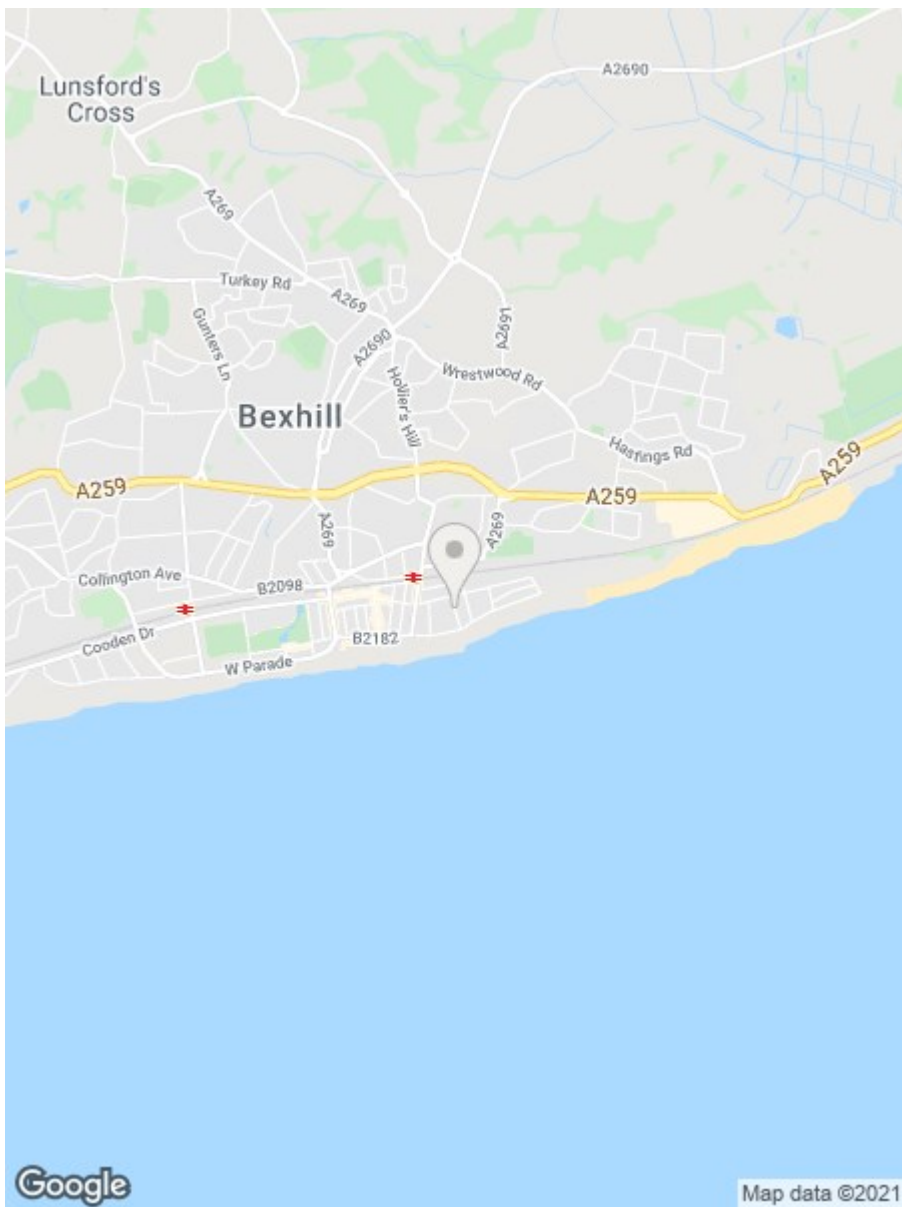 A2690
Lunsford's
Cross
A269
Turkey Rd
A269
A2691
Gunters Ln
A2690
Hollier's Hill
Wrestwood Rd
Bexhill
Hastings Rd
A259
A259
A259
A269
A269
Collington Ave
B2098
Cooden Dr
B2182
W Parade
Google
Map data ©2021